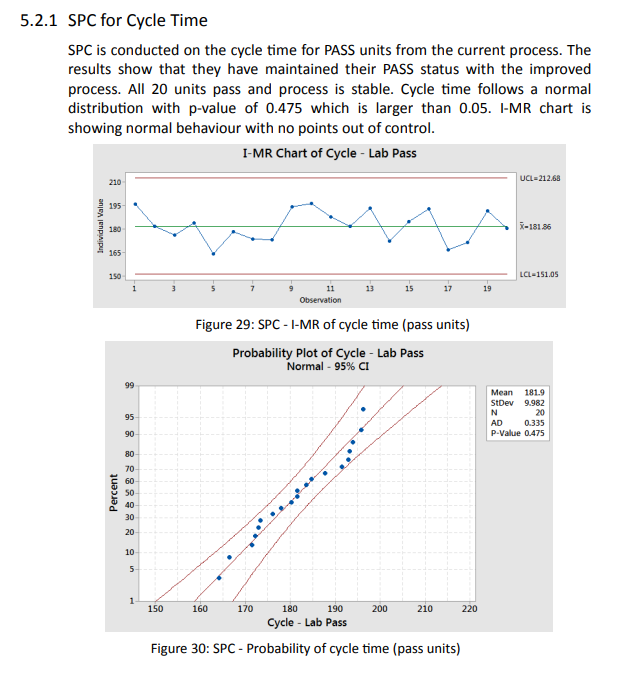 5.2.1 SPC for Cycle Time
SPC is conducted on the cycle time for PASS units from the current process. The
results show that they have maintained their PASS status with the improved
process. All 20 units pass and process is stable. Cycle time follows a normal
distribution with p-value of 0.475 which is larger than 0.05. I-MR chart is
showing normal behaviour with no points out of control.
I-MR Chart of Cycle - Lab Pass
UCL=212.68
210
195
180
165
150
Individual Value
X̄=181.86
LCL=151.05
1 3 5 7 9 11 13 15 17 19
Observation
Figure 29: SPC - I-MR of cycle time (pass units)
Probability Plot of Cycle - Lab Pass
Normal - 95% CI
99
95
90
80
70
60
50
40
30
20
10
5
1
Percent
Mean 181.9
StDev 9.982
N 20
AD 0.335
P-Value 0.475
150 160 170 180 190 200 210 220
Cycle - Lab Pass
Figure 30: SPC - Probability of cycle time (pass units)